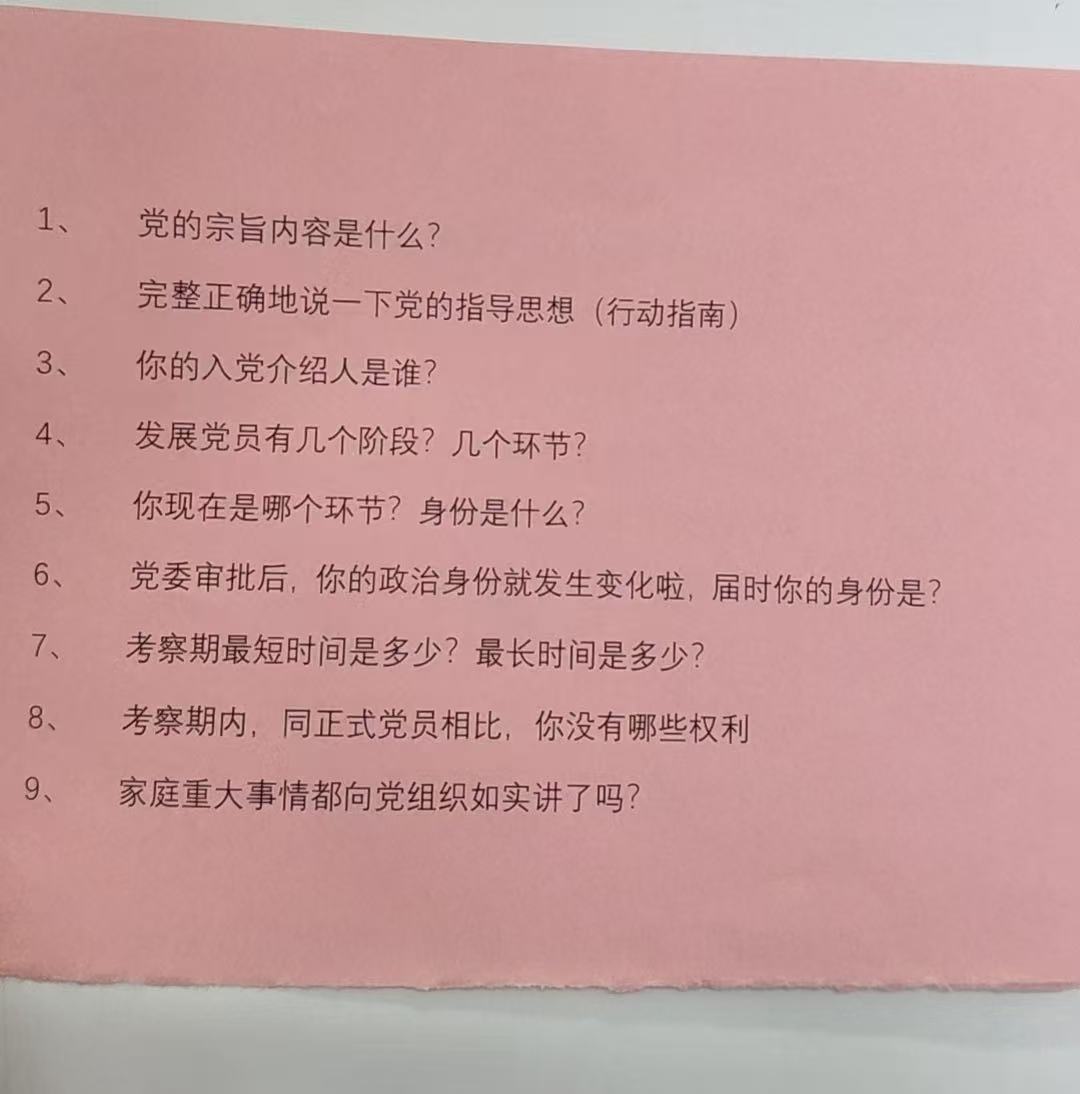 1、 党的宗旨内容是什么?
2、 完整正确地说一下党的指导思想（行动指南）
3、 你的入党介绍人是谁?
4、 发展党员有几个阶段? 几个环节?
5、 你现在是哪个环节? 身份是什么?
6、 党委审批后, 你的政治身份就发生变化啦, 届时你的身份是?
7、 考察期最短时间是多少? 最长时间是多少?
8、 考察期内, 同正式党员相比, 你没有哪些权利
9、 家庭重大事情都向党组织如实讲了吗?